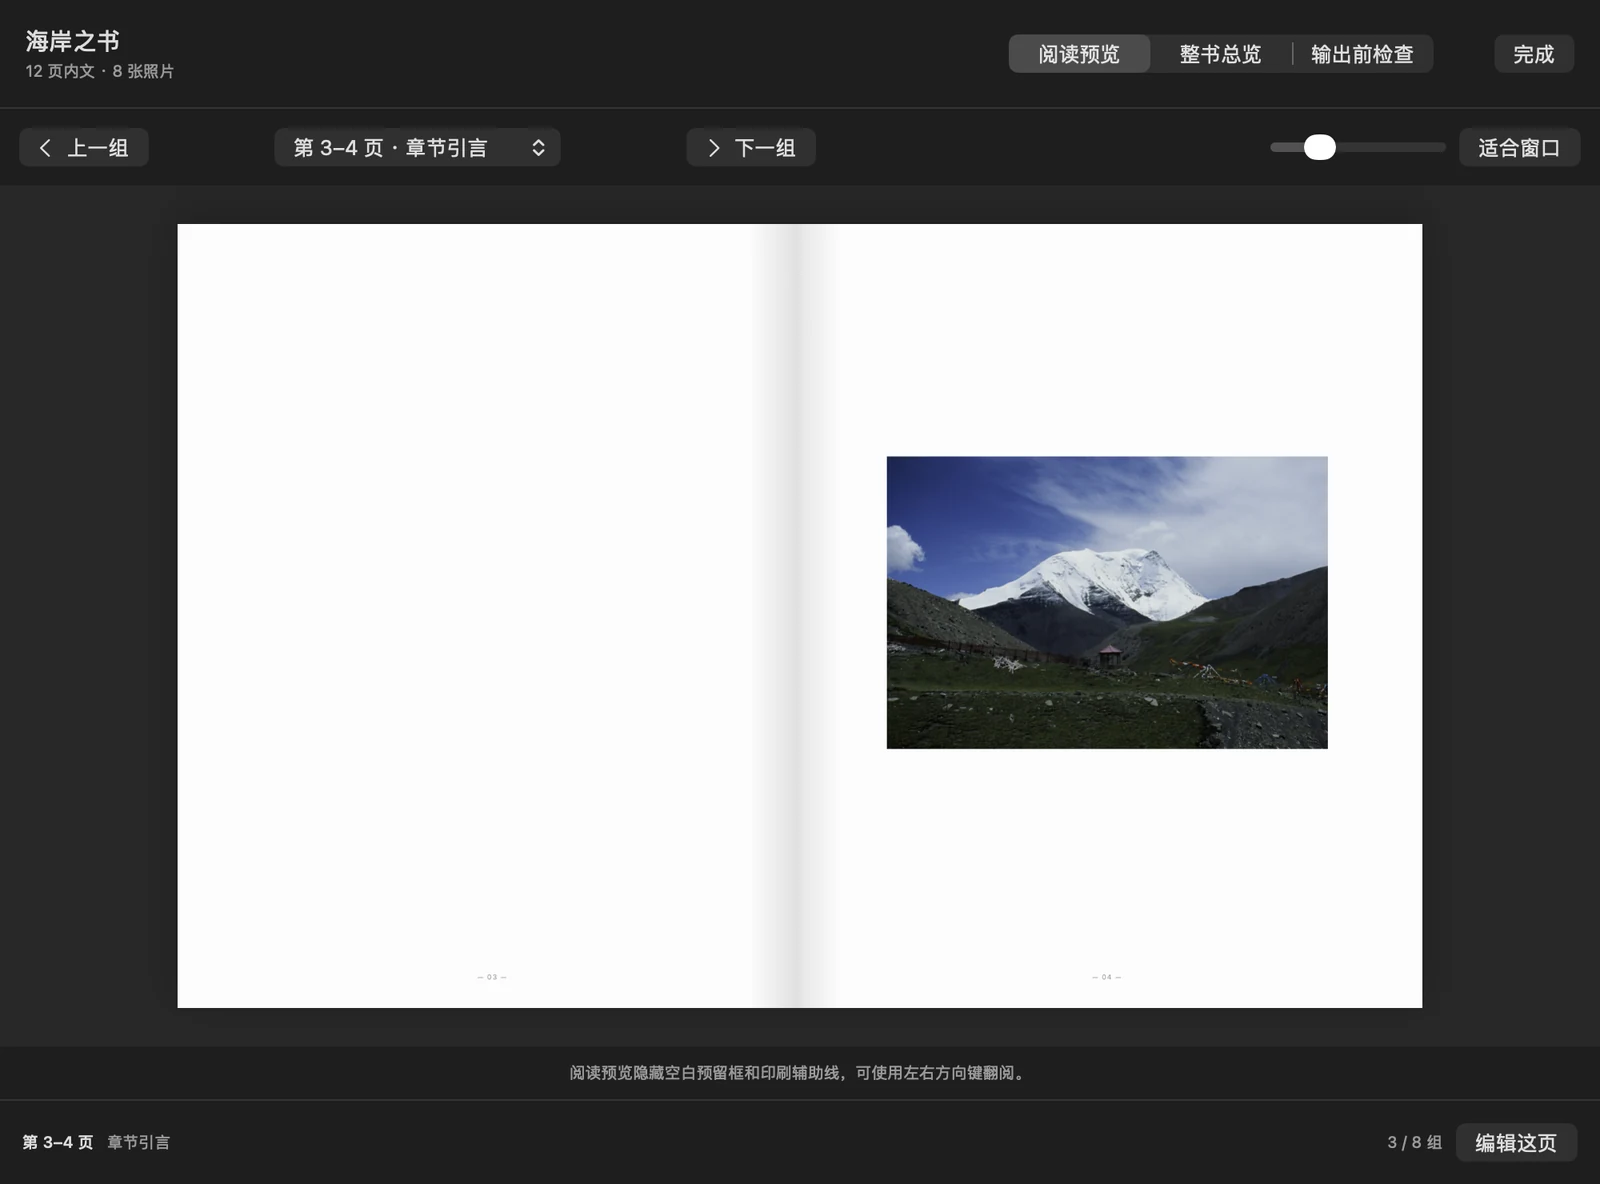 海岸之书
12 页内文 · 8 张照片
阅读预览
整书总览
输出前检查
完成
上一组
第 3–4 页 · 章节引言
下一组
适合窗口
— 03 —
— 04 —
阅读预览隐藏空白预留框和印刷辅助线，可使用左右方向键翻阅。
第 3–4 页 章节引言
3 / 8 组
编辑这页